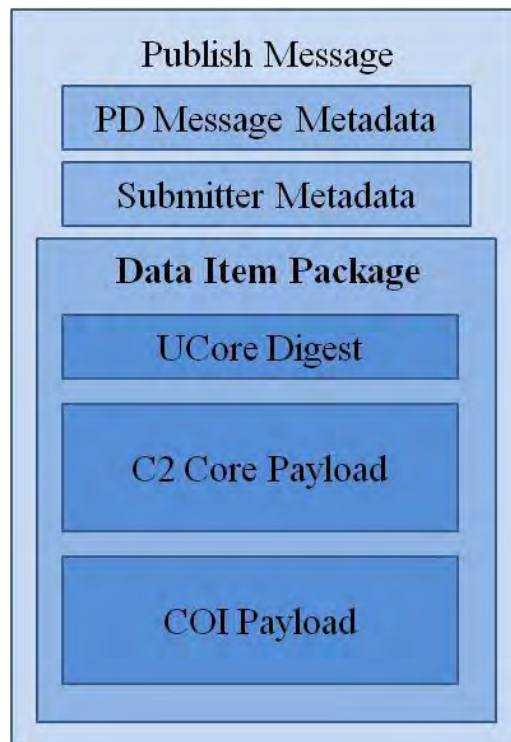 Publish Message
PD Message Metadata
Submitter Metadata
Data Item Package
UCore Digest
C2 Core Payload
COI Payload